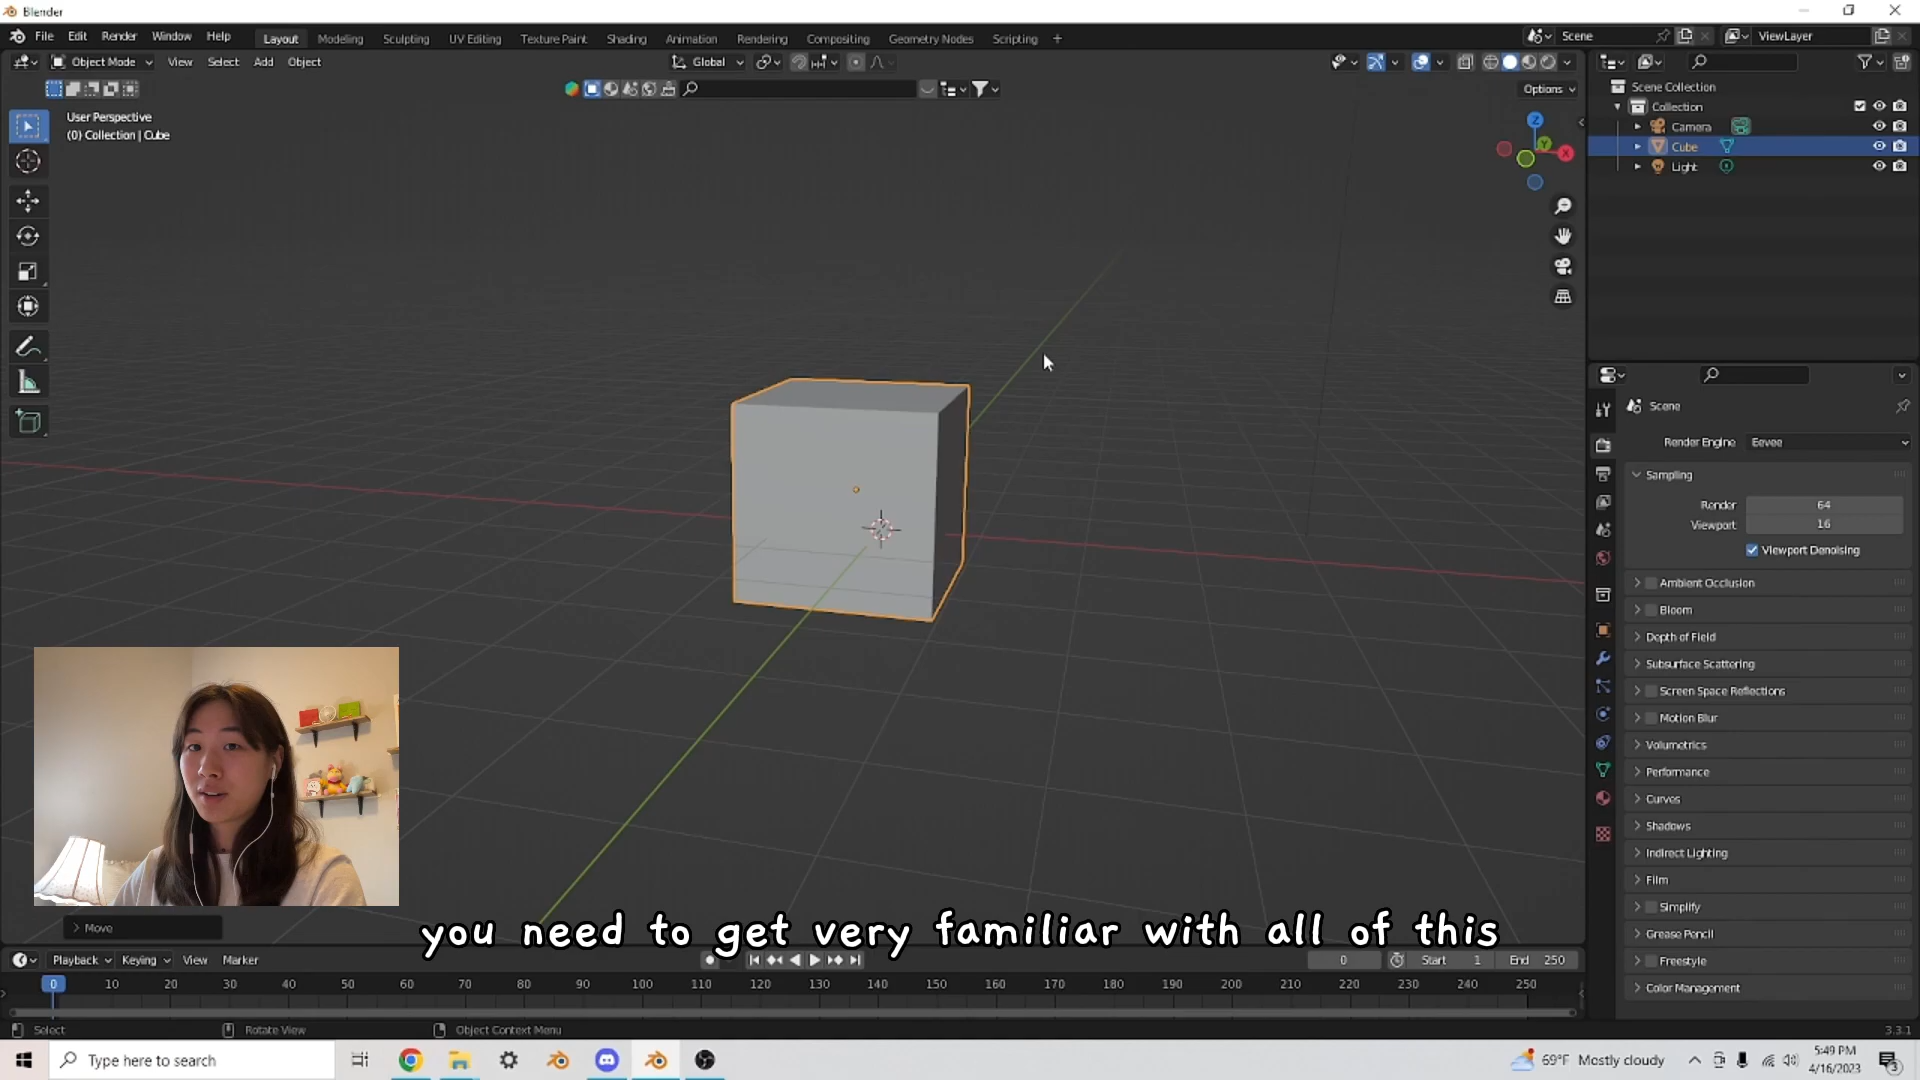 Blender
File Edit Render Window Help
Layout Modeling Sculpting UV Editing Texture Paint Shading Animation Rendering Compositing Geometry Nodes Scripting +
Scene
ViewLayer
Object Mode View Select Add Object
Global
Options
User Perspective
(0) Collection | Cube
Z
Y
X
Scene Collection
Collection
Camera
Cube
Light
Scene
Render Engine Eevee
Sampling
Render 64
Viewport 16
Viewport Denoising
Ambient Occlusion
Bloom
Depth of Field
Subsurface Scattering
Screen Space Reflections
Motion Blur
Volumetrics
Performance
Curves
Shadows
Indirect Lighting
Film
Simplify
Grease Pencil
Freestyle
Color Management
Move
you need to get very familiar with all of this
Playback Keying View Marker
0 Start 1 End 250
0 10 20 30 40 50 60 70 80 90 100 110 120 130 140 150 160 170 180 190 200 210 220 230 240 250
Select Rotate View Object Context Menu
3.3.1
Type here to search
69°F Mostly cloudy
5:49 PM
4/16/2023
3